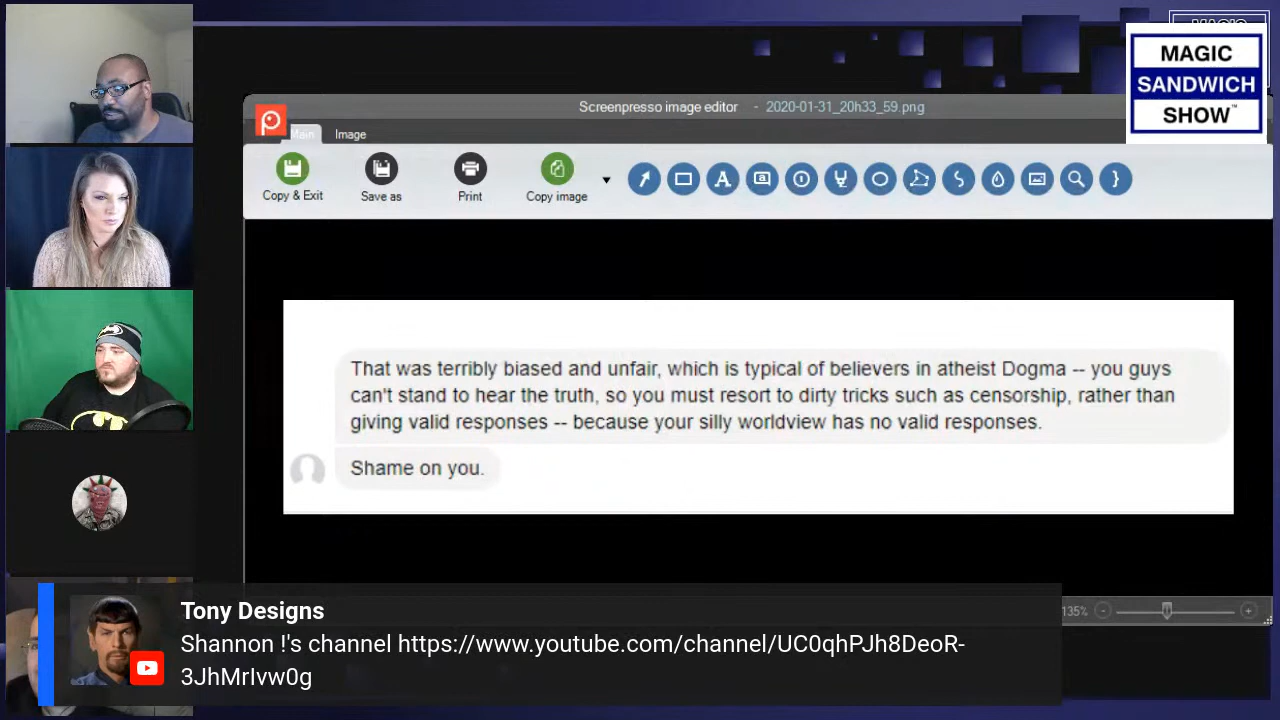 MAGIC
SANDWICH
SHOW™
Screenpresso image editor - 2020-01-31_20h33_59.png
Main Image
Copy & Exit Save as Print Copy image
That was terribly biased and unfair, which is typical of believers in atheist Dogma -- you guys
can't stand to hear the truth, so you must resort to dirty tricks such as censorship, rather than
giving valid responses -- because your silly worldview has no valid responses.
Shame on you.
135%
Tony Designs
Shannon !'s channel https://www.youtube.com/channel/UC0qhPJh8DeoR-
3JhMrIvw0g